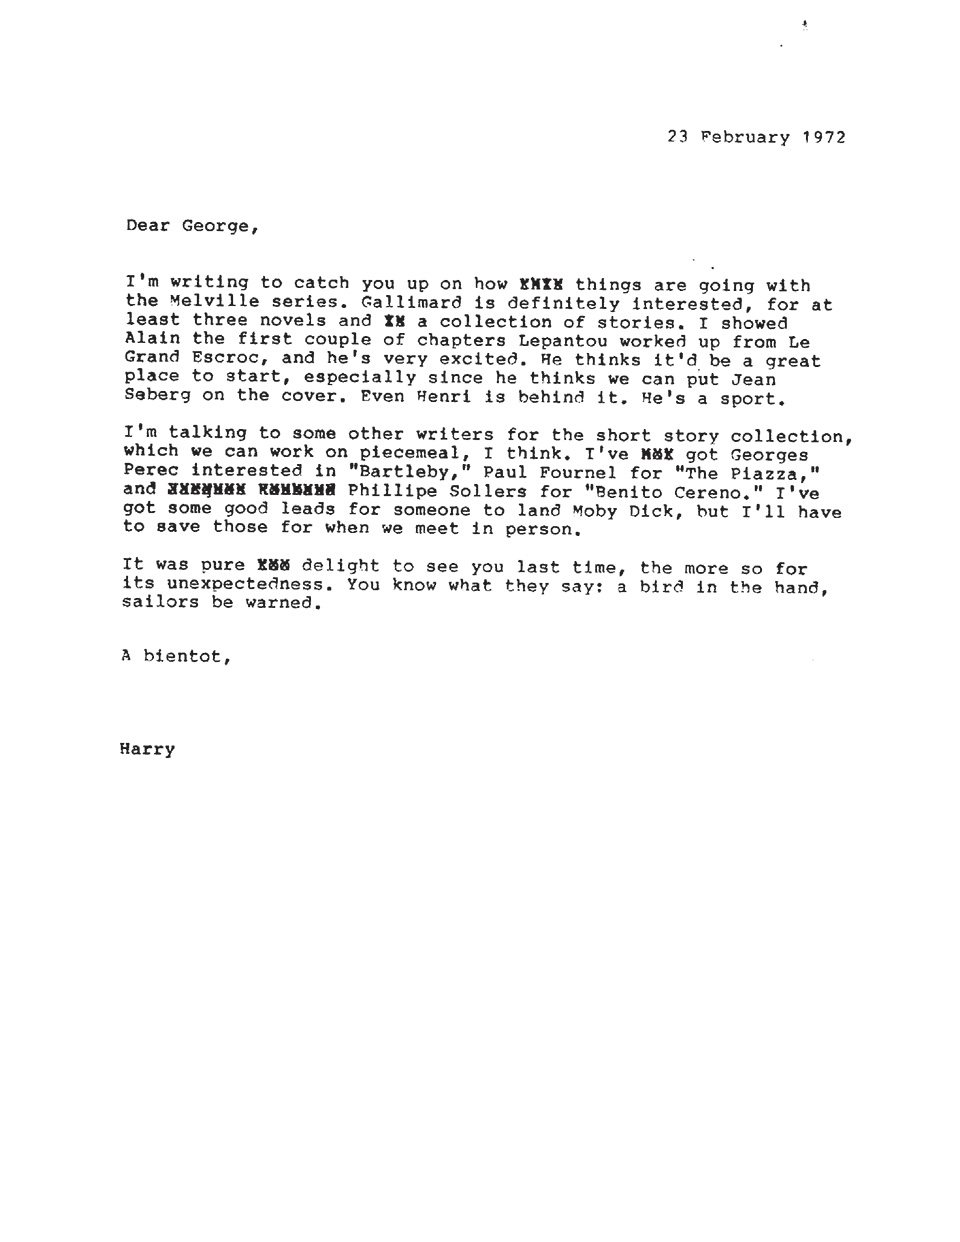 23 February 1972
Dear George,
I'm writing to catch you up on how things are going with
the Melville series. Gallimard is definitely interested, for at
least three novels and a collection of stories. I showed
Alain the first couple of chapters Lepantou worked up from Le
Grand Escroc, and he's very excited. He thinks it'd be a great
place to start, especially since he thinks we can put Jean
Seberg on the cover. Even Henri is behind it. He's a sport.
I'm talking to some other writers for the short story collection,
which we can work on piecemeal, I think. I've got Georges
Perec interested in "Bartleby," Paul Fournel for "The Piazza,"
and Phillipe Sollers for "Benito Cereno." I've
got some good leads for someone to land Moby Dick, but I'll have
to save those for when we meet in person.
It was pure delight to see you last time, the more so for
its unexpectedness. You know what they say: a bird in the hand,
sailors be warned.
A bientot,
Harry